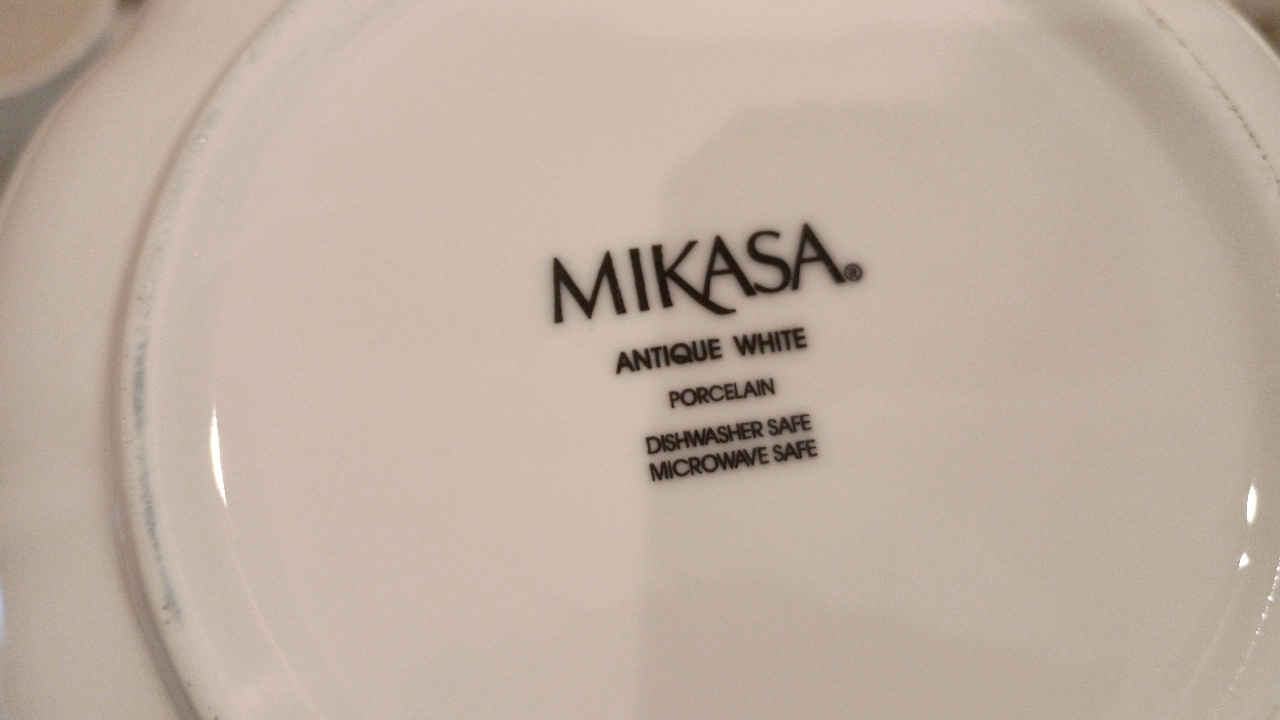 MIKASA®
ANTIQUE WHITE
PORCELAIN
DISHWASHER SAFE
MICROWAVE SAFE